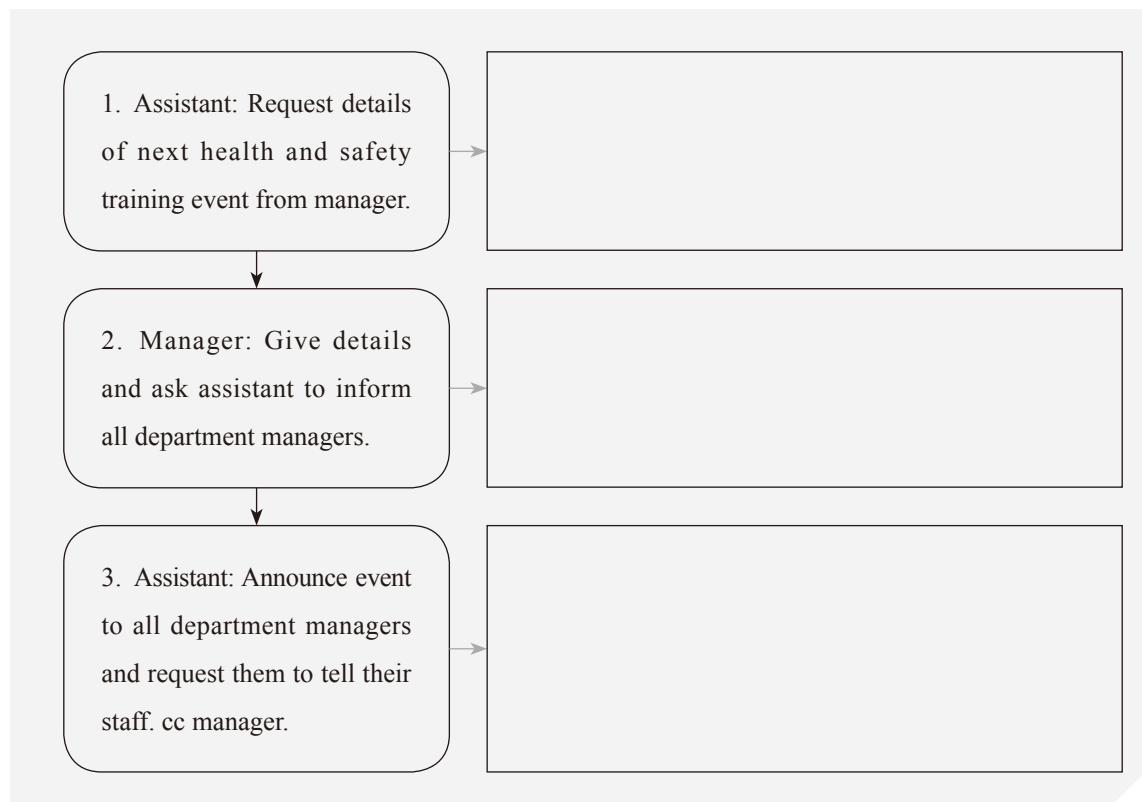 1. Assistant: Request details
of next health and safety
training event from manager.
2. Manager: Give details
and ask assistant to inform
all department managers.
3. Assistant: Announce event
to all department managers
and request them to tell their
staff. cc manager.